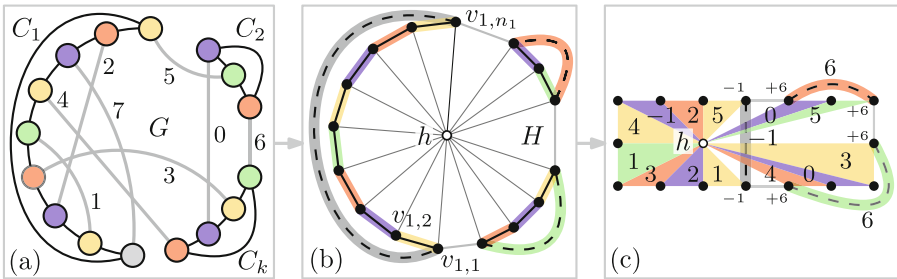 C₁ 2 C₂
5
4 7
G 0 6
3
1
(a) Cₖ
v₁,ₙ₁
h H
v₁,₂
(b) v₁,₁
6
−1 +6 +6
4 −1 2 5 0 5
h −1 +6
1 3 2 1 4 0 3
−1 +6 6
(c)